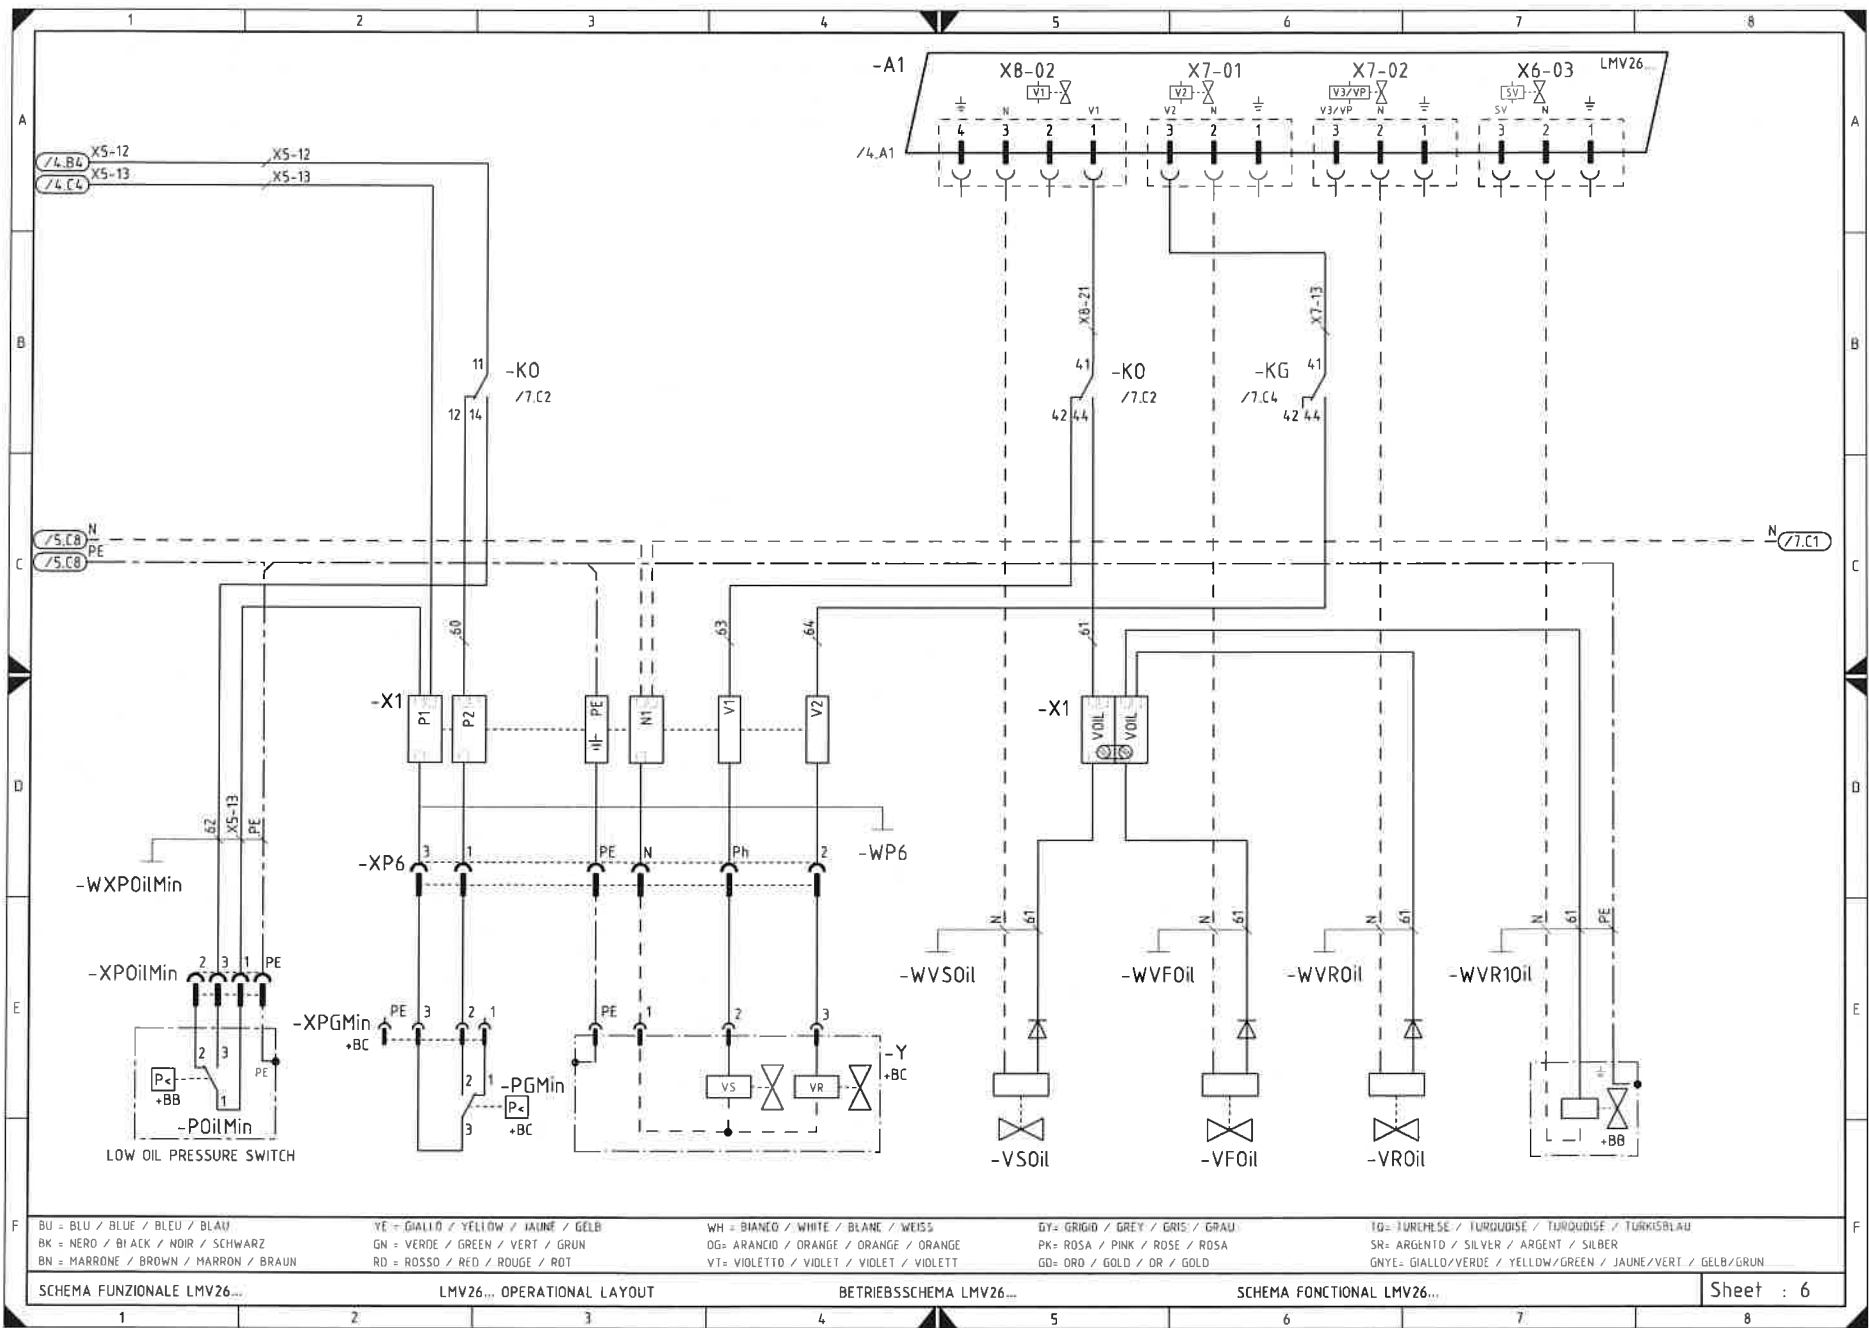 1 2 3 4 5 6 7 8
-A1 X8-02 X7-01 X7-02 X6-03 LMV26...
V1 V2 V3/VP SV
N V1 V2 N V3/VP N SV N
A 4 3 2 1 3 2 1 3 2 1 3 2 1 A
/4.A1
/4.B4 X5-12 X5-12
/4.C4 X5-13 X5-13
X8-21 X7-13
B B
11 -KO 41 -KO -KG 41
/7.C2 /7.C2 /7.C4
12 14 42 44 42 44
/5.C8 N N /7.C1
/5.C8 PE
C C
60 63 64 61
-X1 P1 P2 PE N1 V1 V2 -X1 VOIL VOIL
D D
62 X5-13 PE
-WXPOilMin
-XP6 3 1 PE N Ph 2 -WP6
N 61 N 61 N 61 N 61 PE
-XPOilMin 2 3 1 PE
-WVSOil -WVFOil -WVROil -WVR1Oil
E E
-XPGMin PE 3 2 1 PE 1 2 3
+BC
2 3 PE
P<
+BB
1
-POilMin
LOW OIL PRESSURE SWITCH
2 1 -PGMin
P<
3 +BC
VS VR -Y
+BC
+BB
-VSOil -VFOil -VROil
F F
BU = BLU / BLUE / BLEU / BLAU
BK = NERO / BLACK / NOIR / SCHWARZ
BN = MARRONE / BROWN / MARRON / BRAUN
YE = GIALLO / YELLOW / JAUNE / GELB
GN = VERDE / GREEN / VERT / GRUN
RD = ROSSO / RED / ROUGE / ROT
WH = BIANCO / WHITE / BLANC / WEISS
OG= ARANCIO / ORANGE / ORANGE / ORANGE
VT= VIOLETTO / VIOLET / VIOLET / VIOLETT
GY= GRIGIO / GREY / GRIS / GRAU
PK= ROSA / PINK / ROSE / ROSA
GD= ORO / GOLD / OR / GOLD
TQ= TURCHESE / TURQUOISE / TURQUOISE / TURKISBLAU
SR= ARGENTO / SILVER / ARGENT / SILBER
GNYE= GIALLO/VERDE / YELLOW/GREEN / JAUNE/VERT / GELB/GRUN
SCHEMA FUNZIONALE LMV26... LMV26... OPERATIONAL LAYOUT BETRIEBSSCHEMA LMV26... SCHEMA FONCTIONAL LMV26... Sheet : 6
1 2 3 4 5 6 7 8